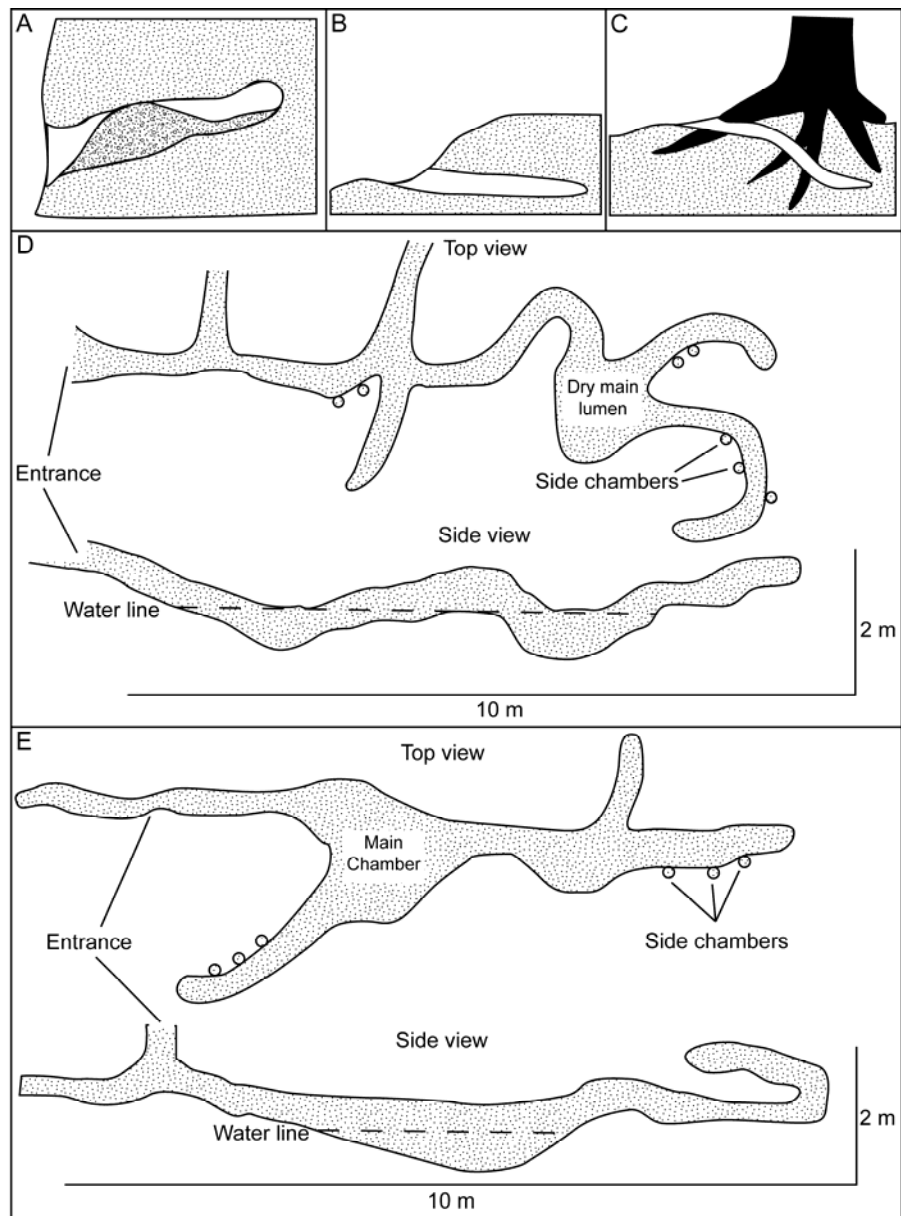 A
B
C
D
Top view
Dry main
lumen
Entrance
Side chambers
Side view
Water line
2 m
10 m
E
Top view
Main
Chamber
Entrance
Side chambers
Side view
Water line
2 m
10 m